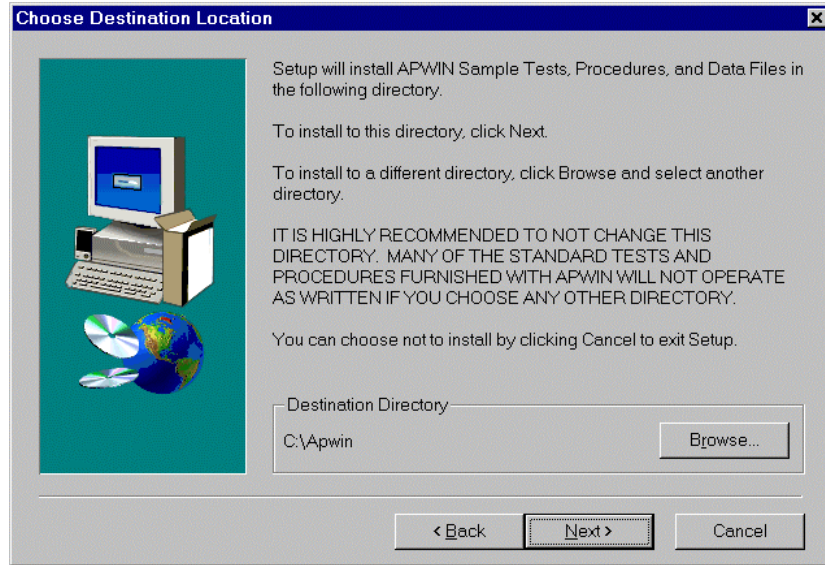 Choose Destination Location
Setup will install APWIN Sample Tests, Procedures, and Data Files in
the following directory.
To install to this directory, click Next.
To install to a different directory, click Browse and select another
directory.
IT IS HIGHLY RECOMMENDED TO NOT CHANGE THIS
DIRECTORY. MANY OF THE STANDARD TESTS AND
PROCEDURES FURNISHED WITH APWIN WILL NOT OPERATE
AS WRITTEN IF YOU CHOOSE ANY OTHER DIRECTORY.
You can choose not to install by clicking Cancel to exit Setup.
Destination Directory
C:\Apwin
Browse...
< Back
Next >
Cancel